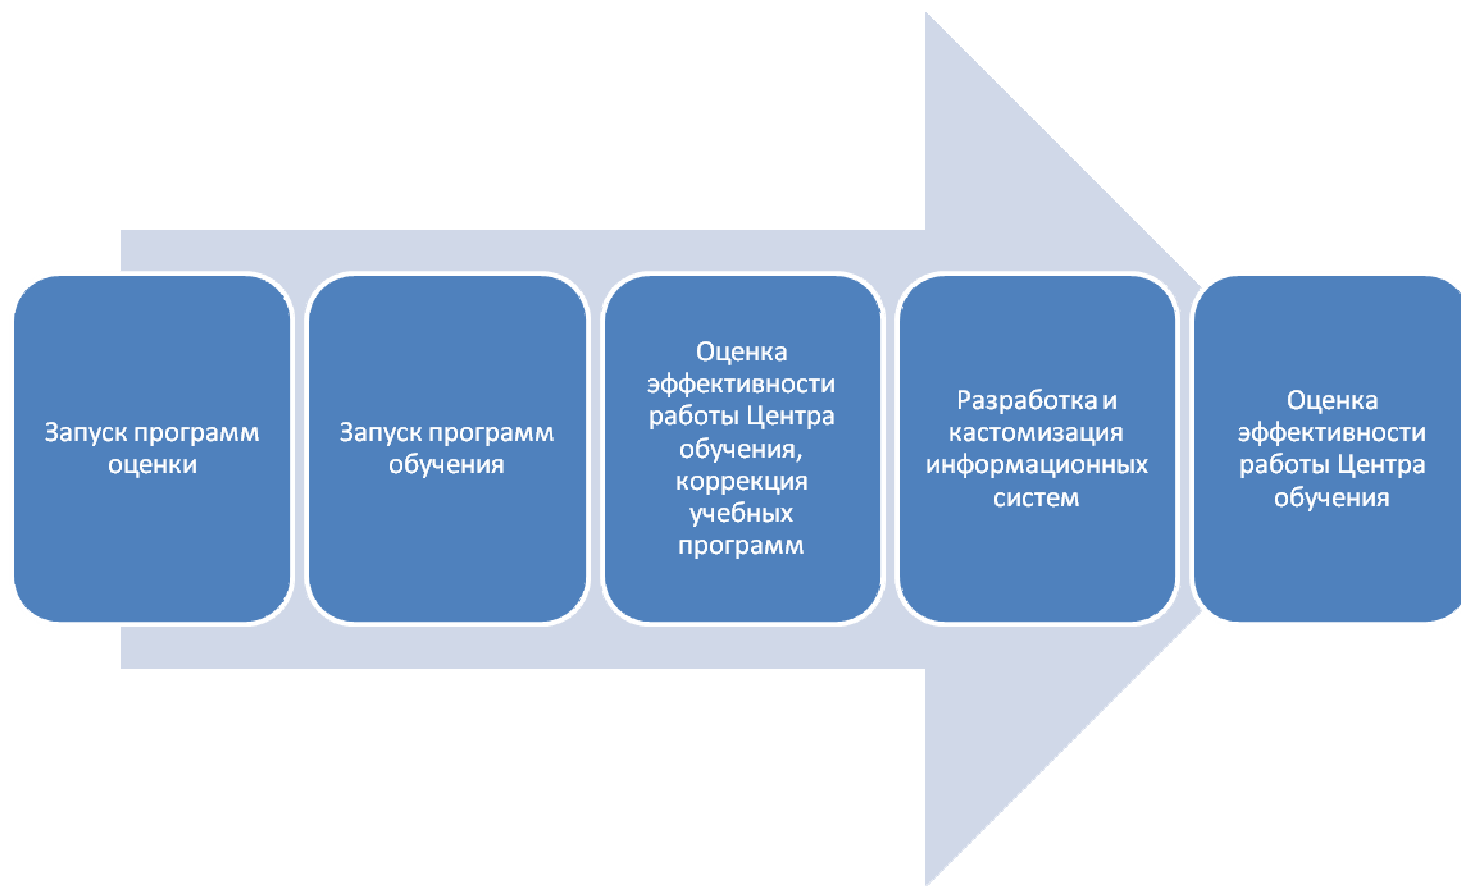 Запуск программ
оценки
Запуск программ
обучения
Оценка
эффективности
работы Центра
обучения,
коррекция
учебных
программ
Разработка и
кастомизация
информационных
систем
Оценка
эффективности
работы Центра
обучения